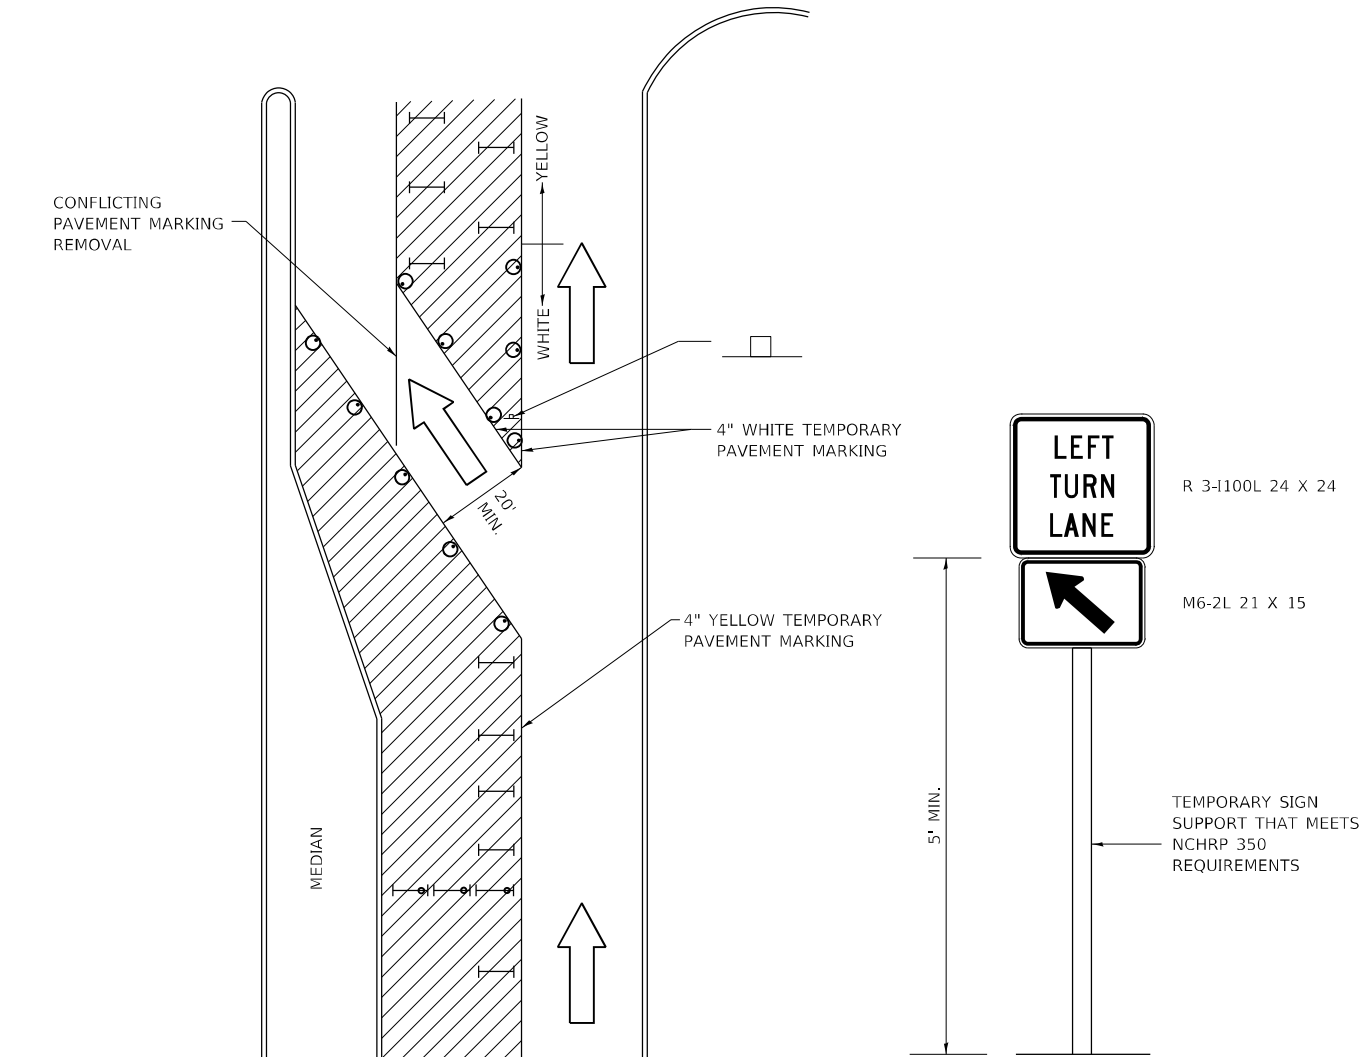 CONFLICTING
PAVEMENT MARKING
REMOVAL
YELLOW
WHITE
4" WHITE TEMPORARY
PAVEMENT MARKING
20'
MIN.
4" YELLOW TEMPORARY
PAVEMENT MARKING
MEDIAN
LEFT
TURN
LANE
R 3-I100L 24 X 24
M6-2L 21 X 15
5' MIN.
TEMPORARY SIGN
SUPPORT THAT MEETS
NCHRP 350
REQUIREMENTS